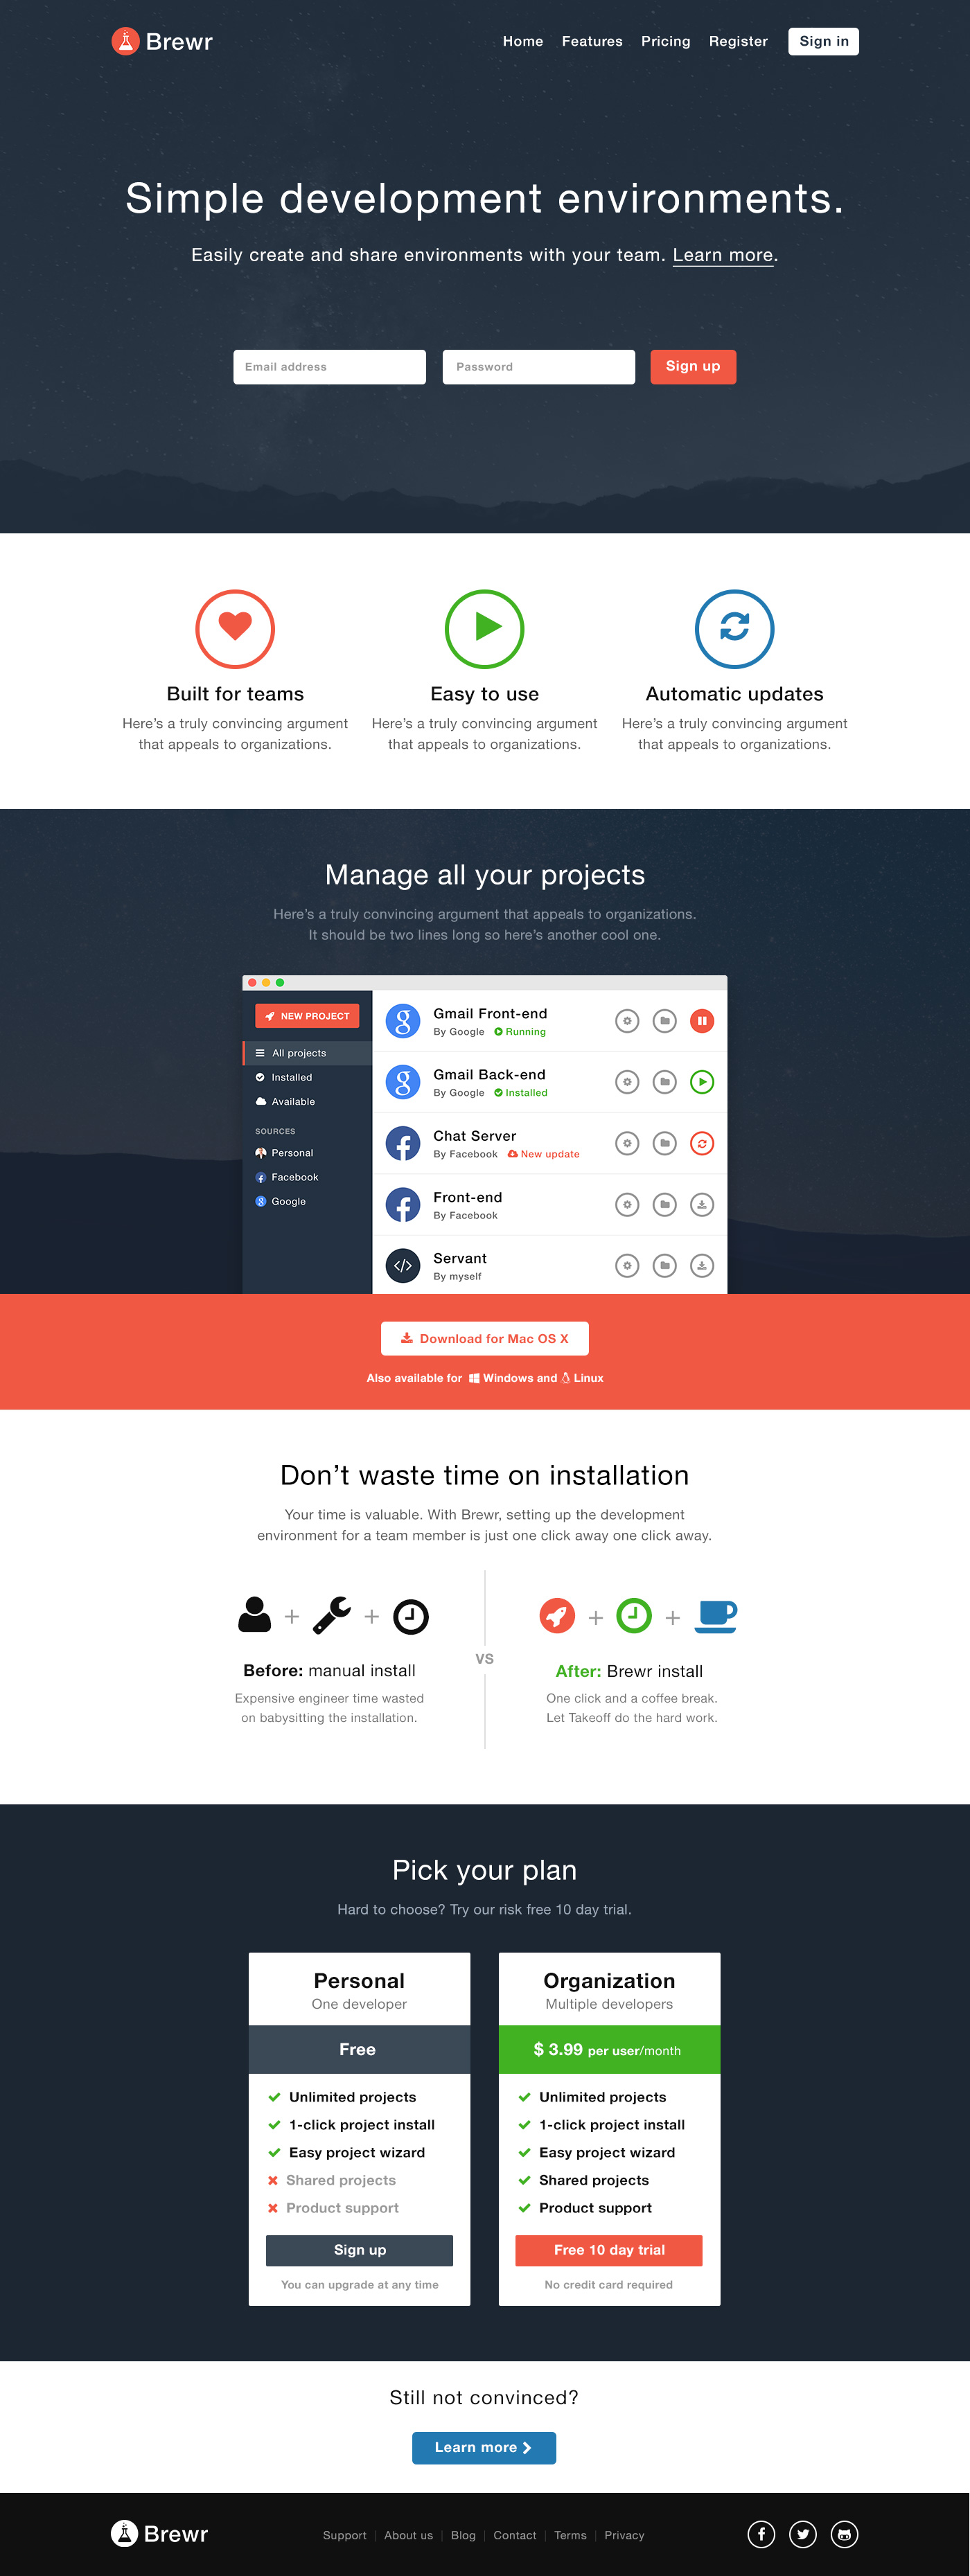 Brewr
Home Features Pricing Register Sign in
Simple development environments.
Easily create and share environments with your team. Learn more.
Email address Password Sign up
Built for teams
Here’s a truly convincing argument
that appeals to organizations.
Easy to use
Here’s a truly convincing argument
that appeals to organizations.
Automatic updates
Here’s a truly convincing argument
that appeals to organizations.
Manage all your projects
Here’s a truly convincing argument that appeals to organizations.
It should be two lines long so here’s another cool one.
NEW PROJECT
All projects
Installed
Available
SOURCES
Personal
Facebook
Google
Gmail Front-end
By Google Running
Gmail Back-end
By Google Installed
Chat Server
By Facebook New update
Front-end
By Facebook
Servant
By myself
Download for Mac OS X
Also available for Windows and Linux
Don’t waste time on installation
Your time is valuable. With Brewr, setting up the development
environment for a team member is just one click away one click away.
Before: manual install
Expensive engineer time wasted
on babysitting the installation.
VS
After: Brewr install
One click and a coffee break.
Let Takeoff do the hard work.
Pick your plan
Hard to choose? Try our risk free 10 day trial.
Personal
One developer
Free
Unlimited projects
1-click project install
Easy project wizard
Shared projects
Product support
Sign up
You can upgrade at any time
Organization
Multiple developers
$ 3.99 per user/month
Unlimited projects
1-click project install
Easy project wizard
Shared projects
Product support
Free 10 day trial
No credit card required
Still not convinced?
Learn more
Brewr
Support | About us | Blog | Contact | Terms | Privacy